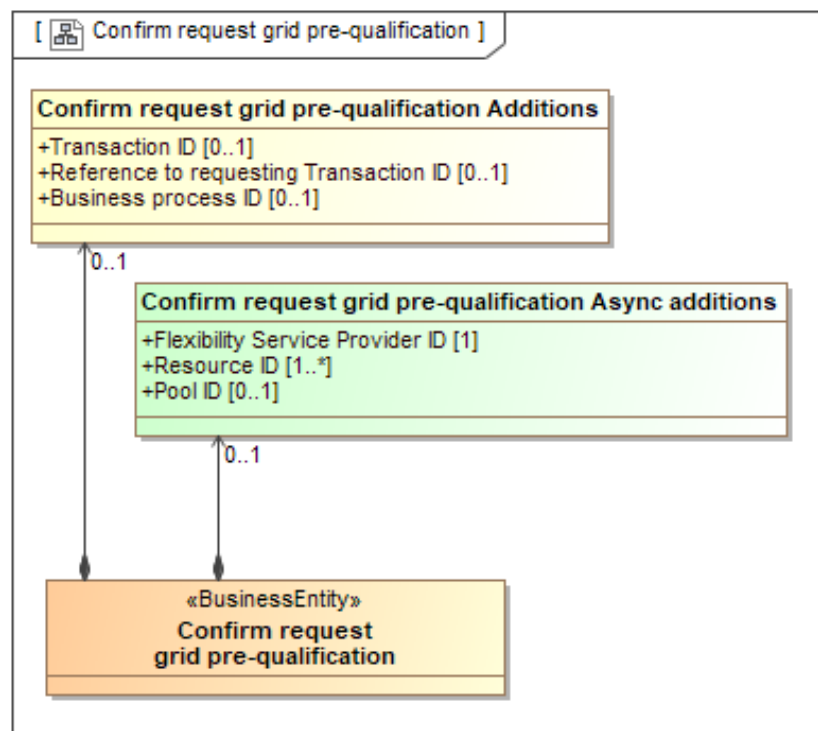 [ Confirm request grid pre-qualification ]
Confirm request grid pre-qualification Additions
+Transaction ID [0..1]
+Reference to requesting Transaction ID [0..1]
+Business process ID [0..1]
0..1
Confirm request grid pre-qualification Async additions
+Flexibility Service Provider ID [1]
+Resource ID [1..*]
+Pool ID [0..1]
0..1
«BusinessEntity»
Confirm request
grid pre-qualification